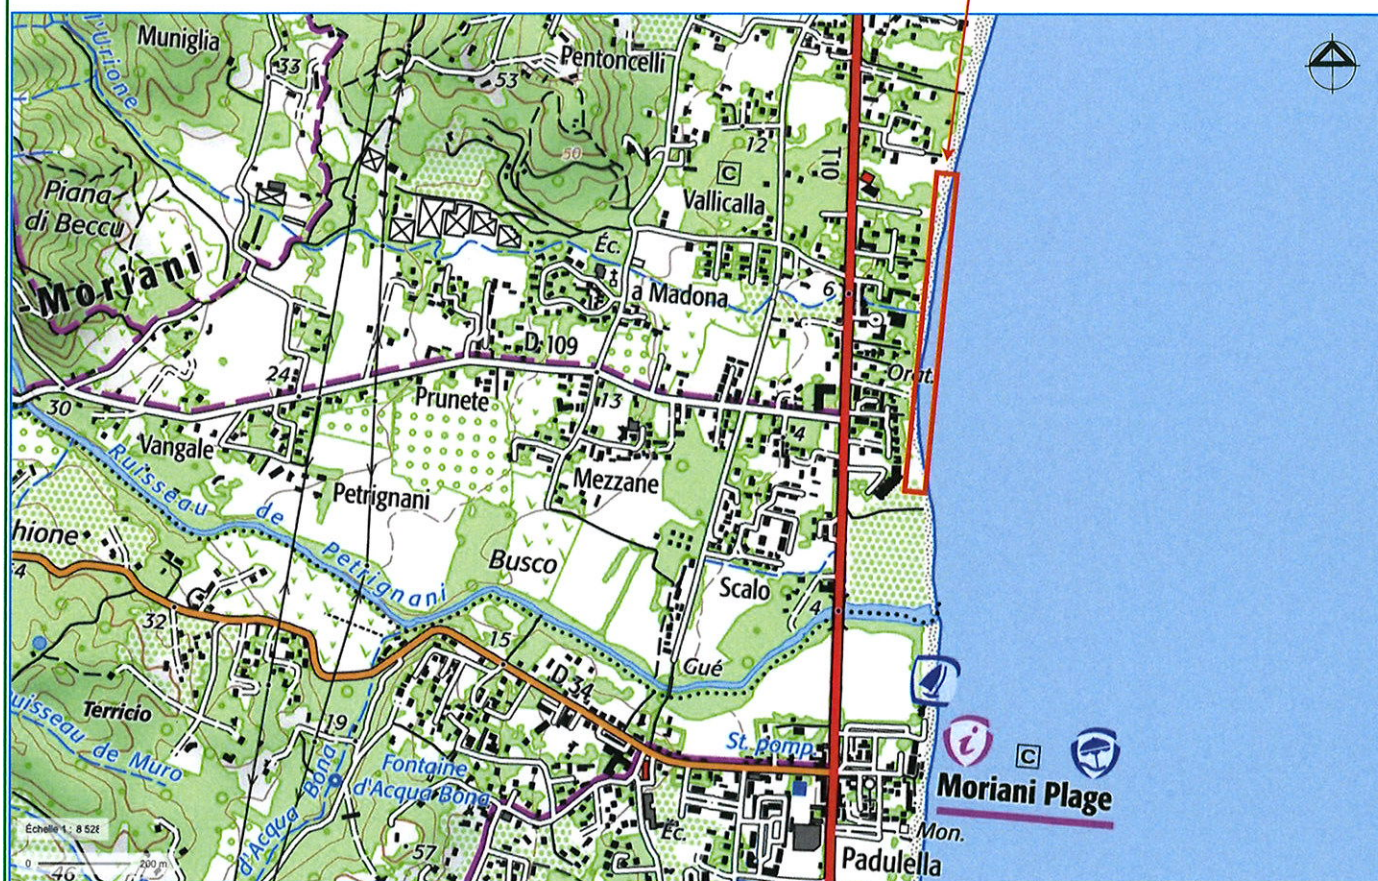 l'Urione
Muniglia
33
53
Pentoncelli
50
12
T10
C
Vallicalla
Piana
di Beccu
-Moriani
Éc.
a Madona
6
D 109
Orat.
24
Prunete
13
30
4
Vangale
Mezzane
Petrignani
Ruisseau de Petrignani
hione
Busco
Scalo
4
32
15
Gué
D 34
Terricio
19
uisseau de Muro
St. pomp.
Fontaine
d'Acqua Bona
d'Acqua Bona
i
C
Moriani Plage
Échelle 1 : 8 528
0 200 m
46
57
Éc.
Mon.
Padulella